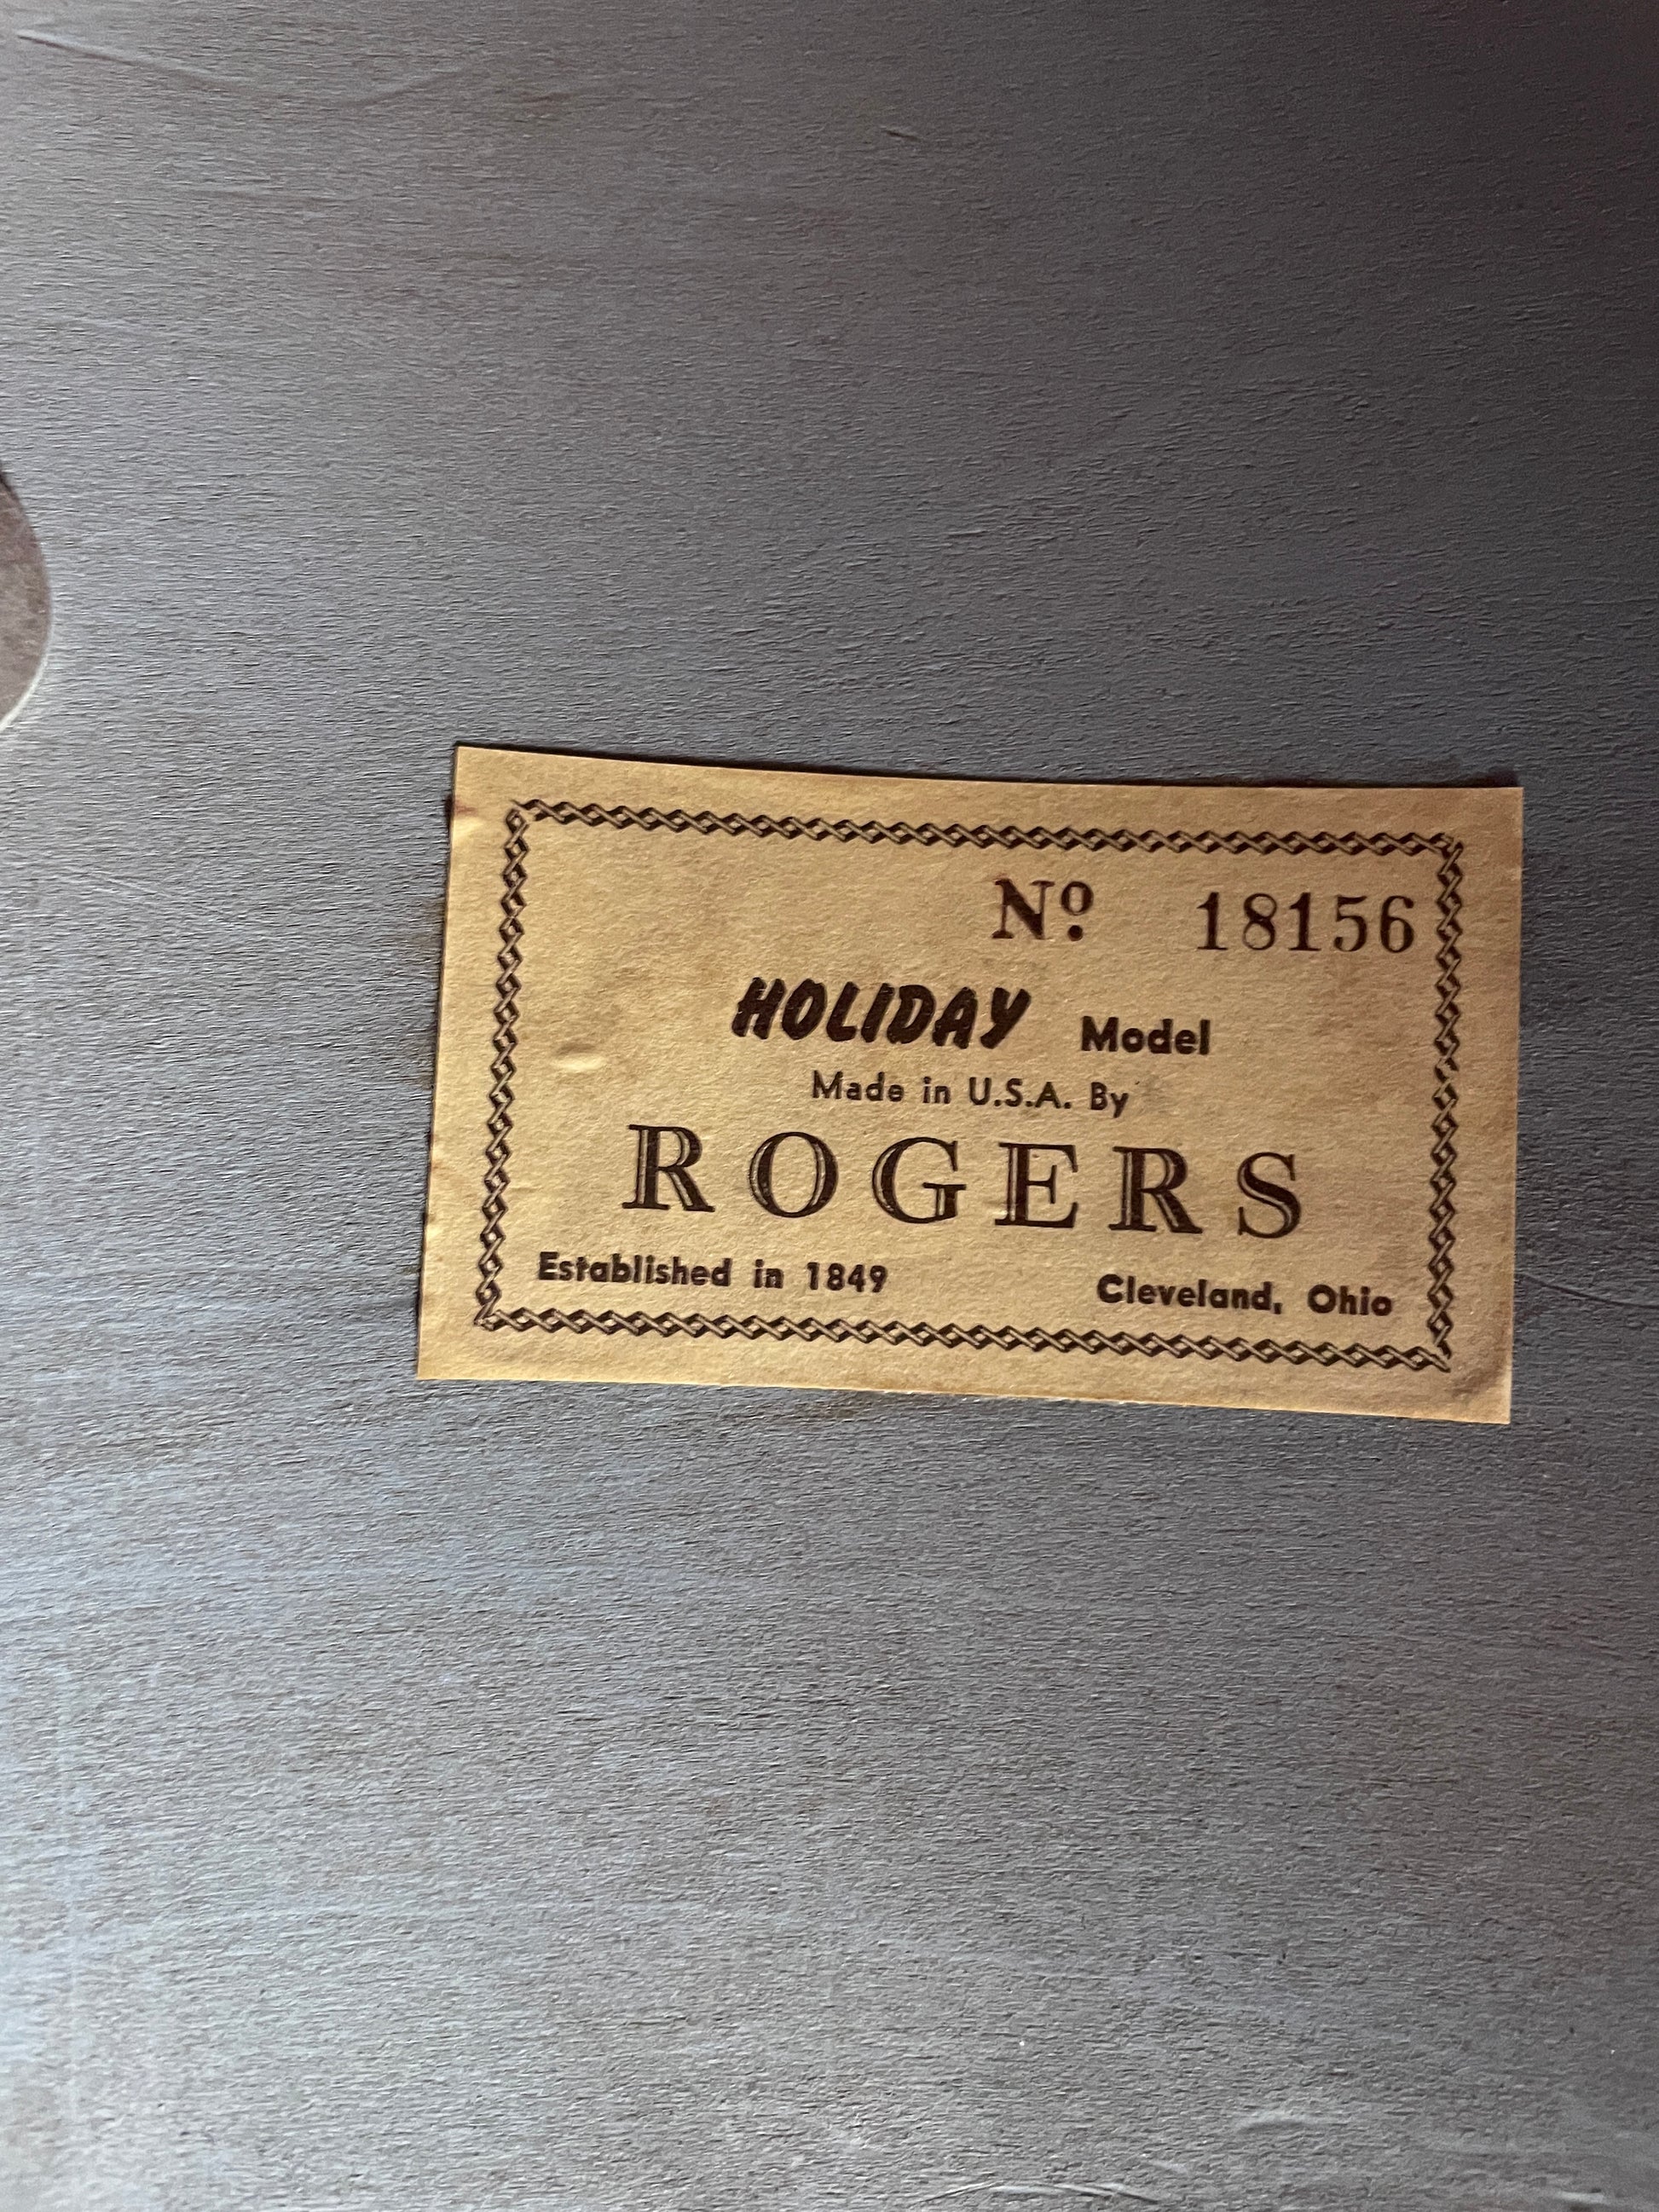 Nº 18156
HOLIDAY Model
Made in U.S.A. By
ROGERS
Established in 1849 Cleveland, Ohio